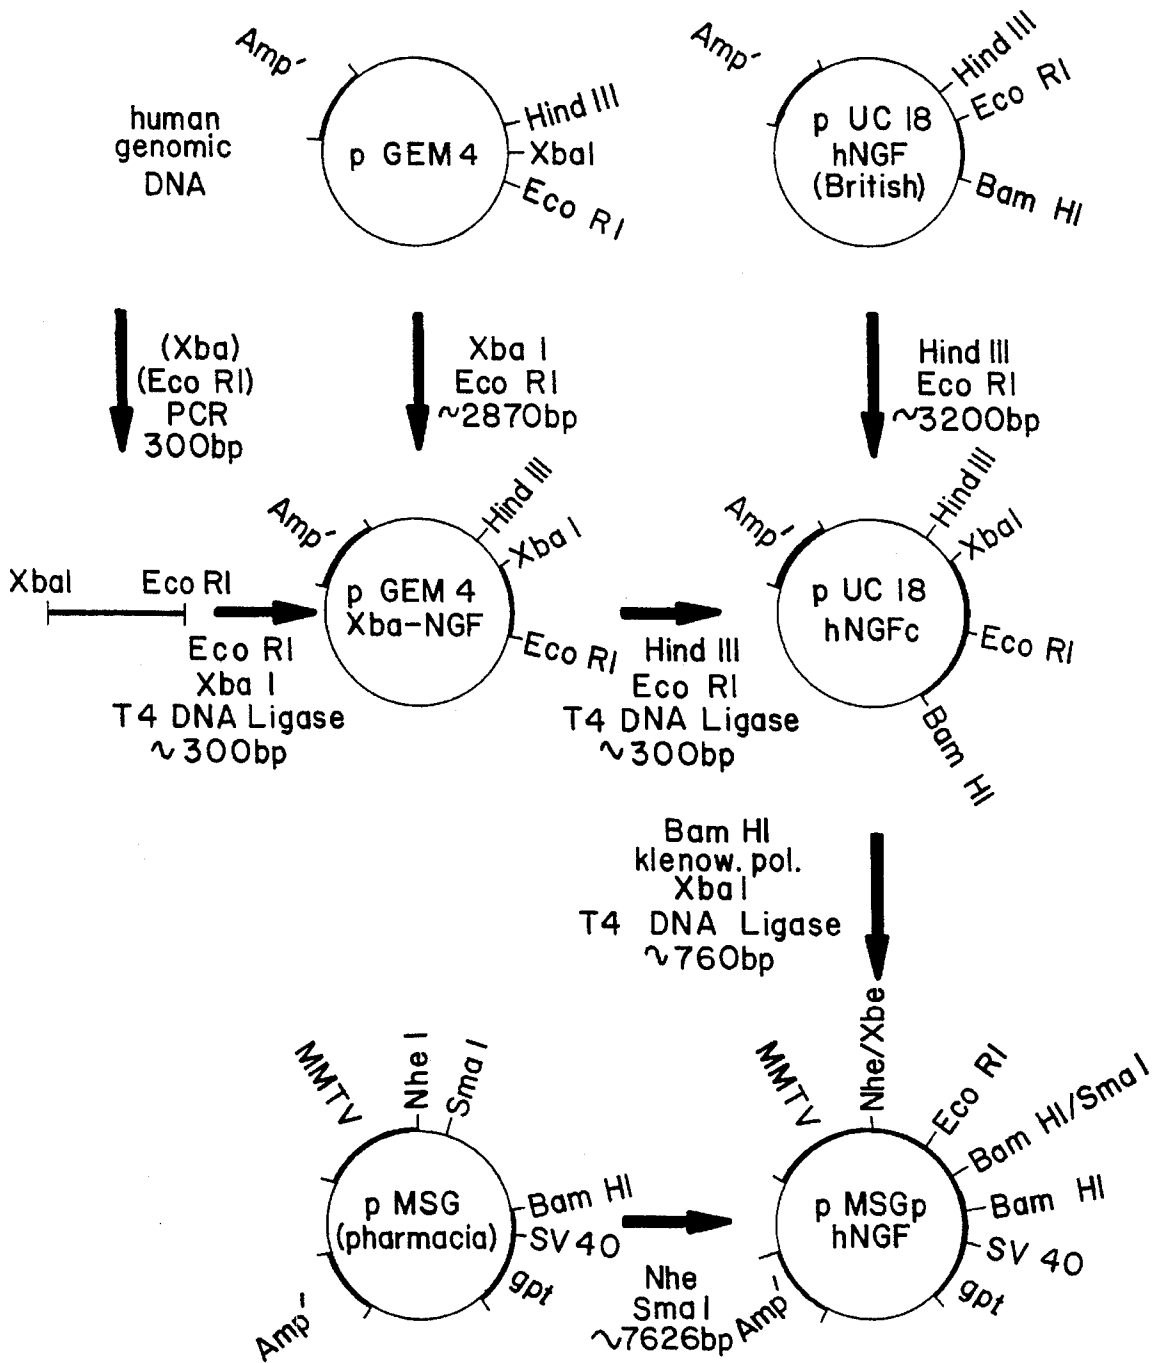 Amp′
human
genomic
DNA
p GEM 4
Hind III
XbaI
Eco RI
Amp′
p UC 18
hNGF
(British)
Hind III
Eco RI
Bam HI
(Xba)
(Eco RI)
PCR
300bp
Xba I
Eco RI
~2870bp
Hind III
Eco RI
~3200bp
XbaI
Eco RI
Eco RI
Xba I
T4 DNA Ligase
~300bp
Amp′
p GEM 4
Xba-NGF
Hind III
Xba I
Eco RI
Hind III
Eco RI
T4 DNA Ligase
~300bp
Amp′
p UC 18
hNGFc
Hind III
XbaI
Eco RI
Bam HI
Bam HI
klenow. pol.
Xba I
T4 DNA Ligase
~760bp
MMTV
Nhe I
Sma I
p MSG
(pharmacia)
Bam HI
SV 40
gpt
Amp′
Nhe
Sma I
~7626bp
MMTV
Nhe/Xbe
Eco RI
Bam HI/Sma I
p MSGp
hNGF
Bam HI
SV 40
gpt
Amp′